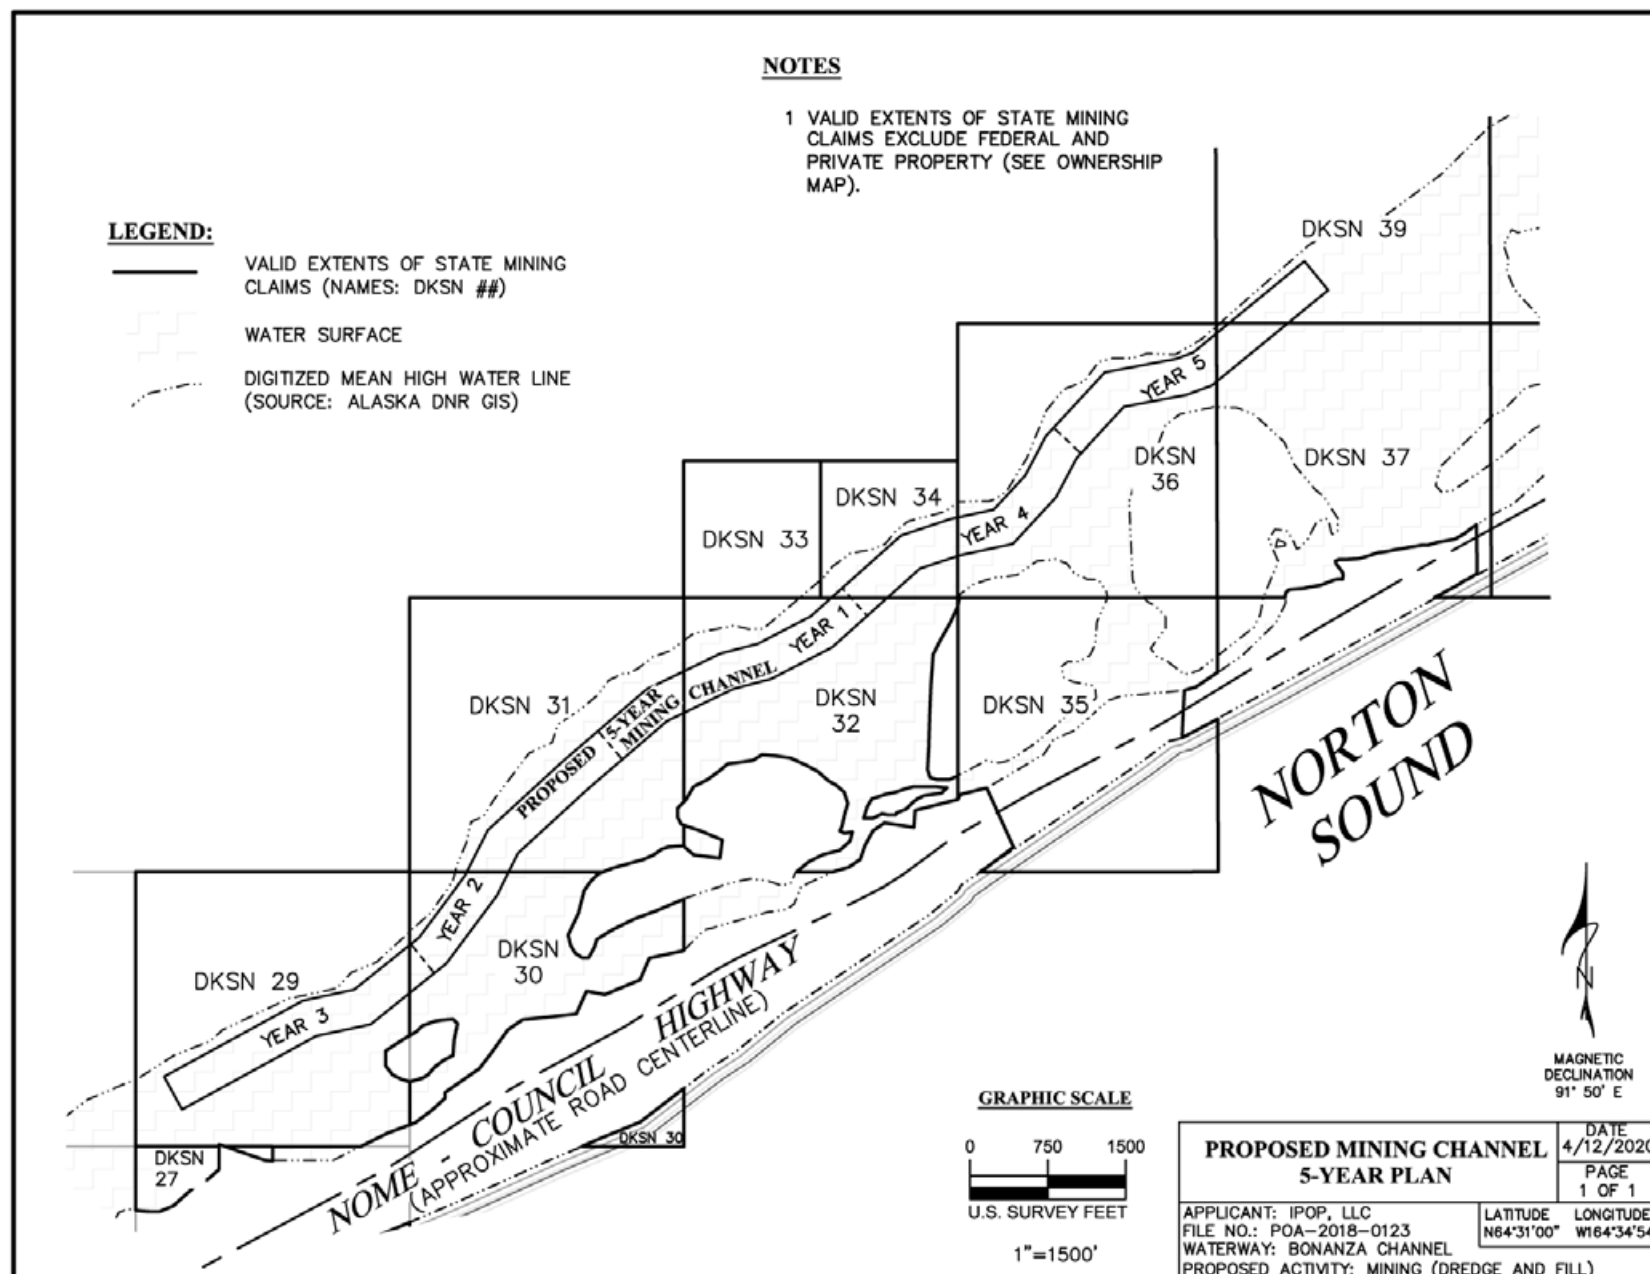 NOTES
1 VALID EXTENTS OF STATE MINING
CLAIMS EXCLUDE FEDERAL AND
PRIVATE PROPERTY (SEE OWNERSHIP
MAP).
LEGEND:
VALID EXTENTS OF STATE MINING
CLAIMS (NAMES: DKSN ##)
WATER SURFACE
DIGITIZED MEAN HIGH WATER LINE
(SOURCE: ALASKA DNR GIS)
DKSN 39
YEAR 5
DKSN
36
DKSN 37
DKSN 34
DKSN 33
YEAR 4
YEAR 1
DKSN 31
PROPOSED 5-YEAR
MINING CHANNEL
DKSN
32
DKSN 35
NORTON
SOUND
YEAR 2
DKSN
30
DKSN 29
YEAR 3
NOME COUNCIL HIGHWAY
(APPROXIMATE ROAD CENTERLINE)
DKSN 30
DKSN
27
N
MAGNETIC
DECLINATION
91° 50' E
GRAPHIC SCALE
0 750 1500
U.S. SURVEY FEET
1"=1500'
PROPOSED MINING CHANNEL
5-YEAR PLAN
DATE
4/12/2020
PAGE
1 OF 1
APPLICANT: IPOP, LLC
FILE NO.: POA-2018-0123
WATERWAY: BONANZA CHANNEL
PROPOSED ACTIVITY: MINING (DREDGE AND FILL)
LATITUDE LONGITUDE
N64°31'00" W164°34'54